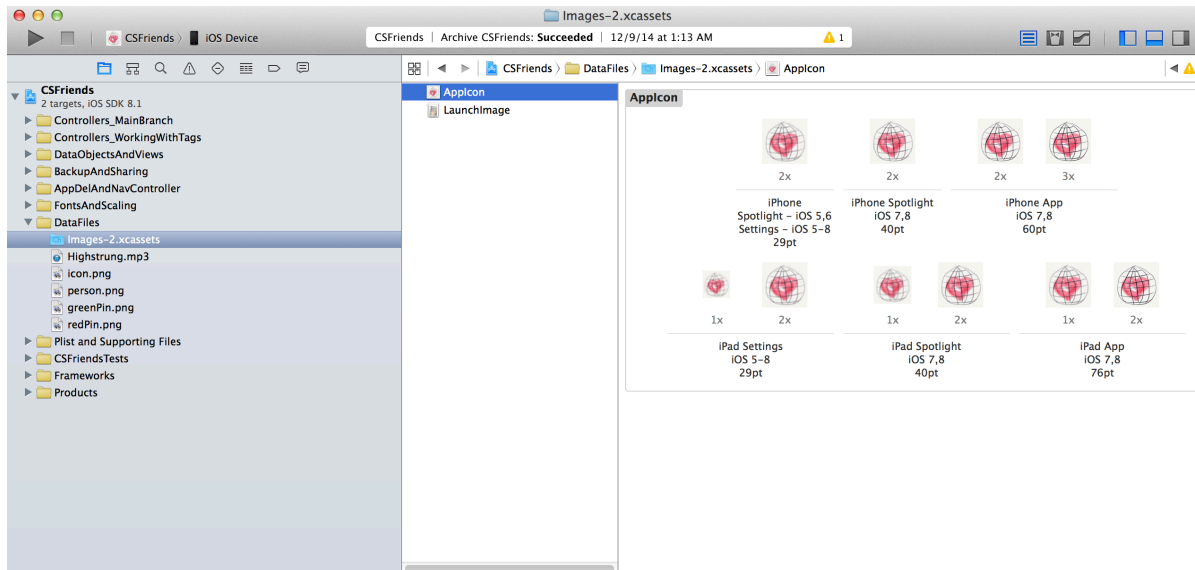 Images-2.xcassets
CSFriends iOS Device
CSFriends | Archive CSFriends: Succeeded | 12/9/14 at 1:13 AM 1
CSFriends
2 targets, iOS SDK 8.1
Controllers_MainBranch
Controllers_WorkingWithTags
DataObjectsAndViews
BackupAndSharing
AppDelAndNavController
FontsAndScaling
DataFiles
Images-2.xcassets
Highstrung.mp3
icon.png
person.png
greenPin.png
redPin.png
Plist and Supporting Files
CSFriendsTests
Frameworks
Products
CSFriends DataFiles Images-2.xcassets AppIcon
AppIcon
LaunchImage
AppIcon
2x
iPhone
Spotlight - iOS 5,6
Settings - iOS 5-8
29pt
2x
iPhone Spotlight
iOS 7,8
40pt
2x 3x
iPhone App
iOS 7,8
60pt
1x 2x
iPad Settings
iOS 5-8
29pt
1x 2x
iPad Spotlight
iOS 7,8
40pt
1x 2x
iPad App
iOS 7,8
76pt